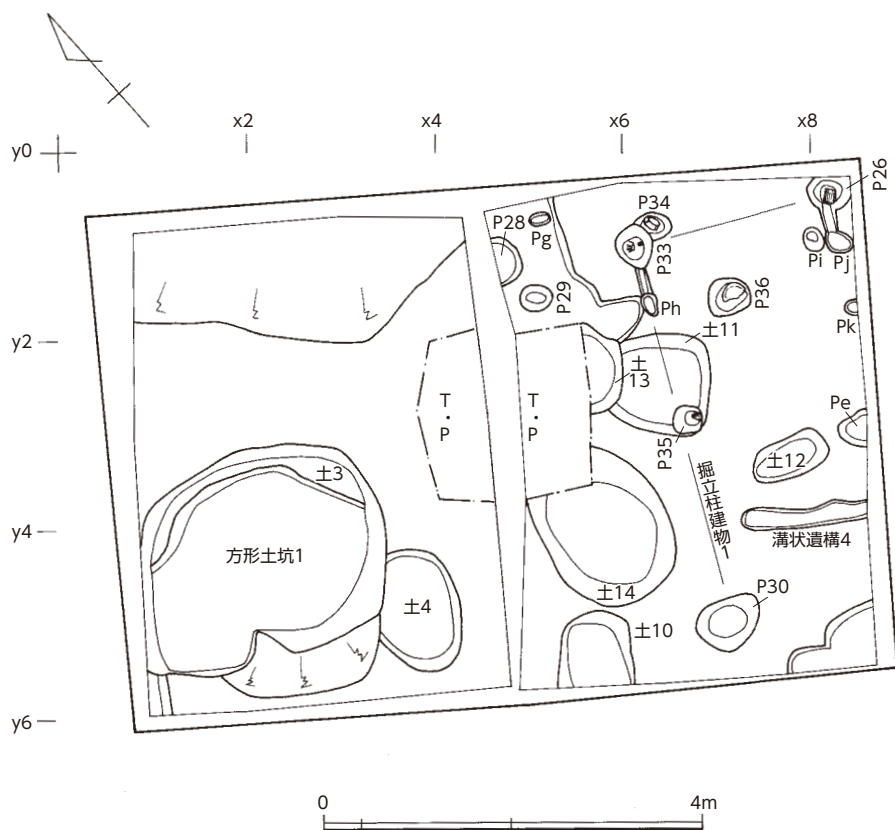 x2
x4
x6
x8
y0
P26
P34
P28
Pg
P33
Pi
Pj
P29
Ph
P36
Pk
土11
y2
土
13
T
・
P
T
・
P
Pe
P35
土12
土3
掘立柱建物1
y4
溝状遺構4
方形土坑1
土14
P30
土4
土10
y6
0
4m